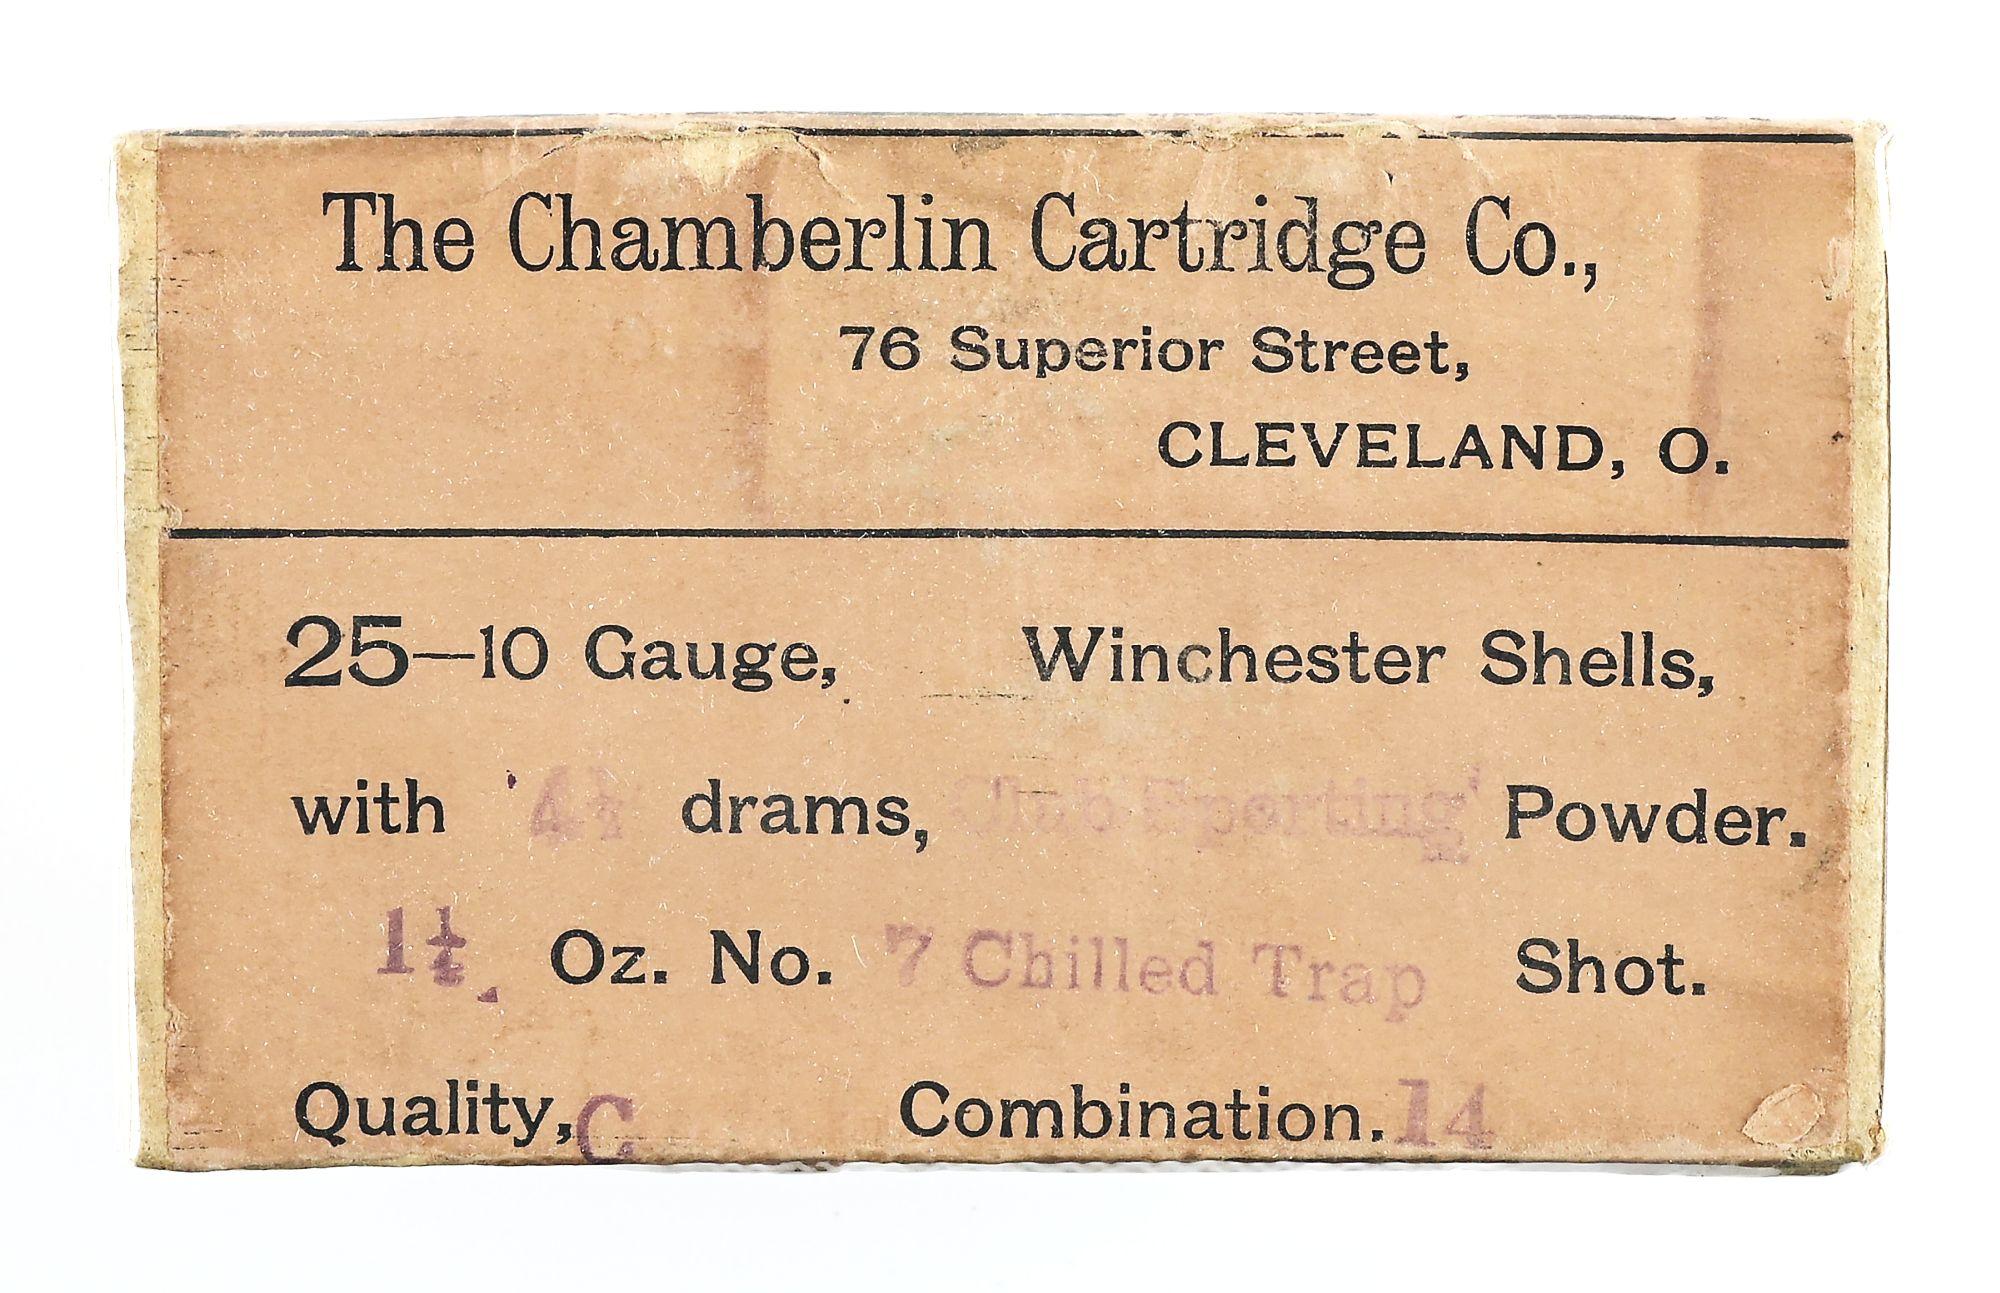 The Chamberlin Cartridge Co.,
76 Superior Street,
CLEVELAND, O.
25—10 Gauge, Winchester Shells,
with 4½ drams, Club Sporting Powder.
1¼ Oz. No. 7 Chilled Trap Shot.
Quality, C Combination. 14